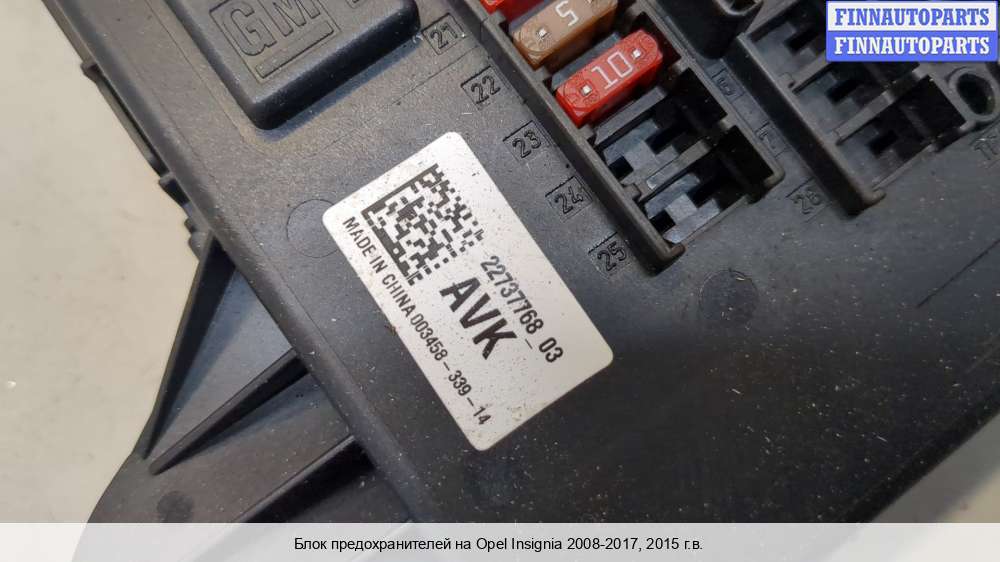 FINNAUTOPARTS
FINNAUTOPARTS
GM
5
10
21
22
23
24
25
26
22737768_03
AVK
MADE IN CHINA 003458-339-14
Блок предохранителей на Opel Insignia 2008-2017, 2015 г.в.